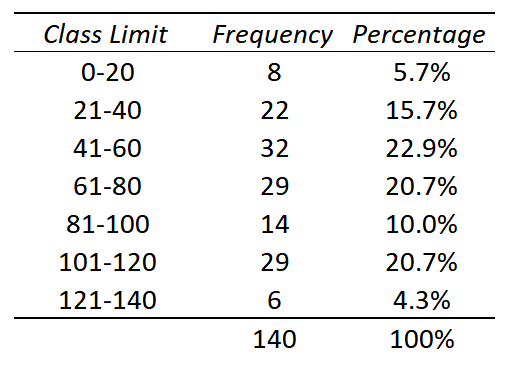 Class Limit Frequency Percentage
0-20 8 5.7%
21-40 22 15.7%
41-60 32 22.9%
61-80 29 20.7%
81-100 14 10.0%
101-120 29 20.7%
121-140 6 4.3%
140 100%